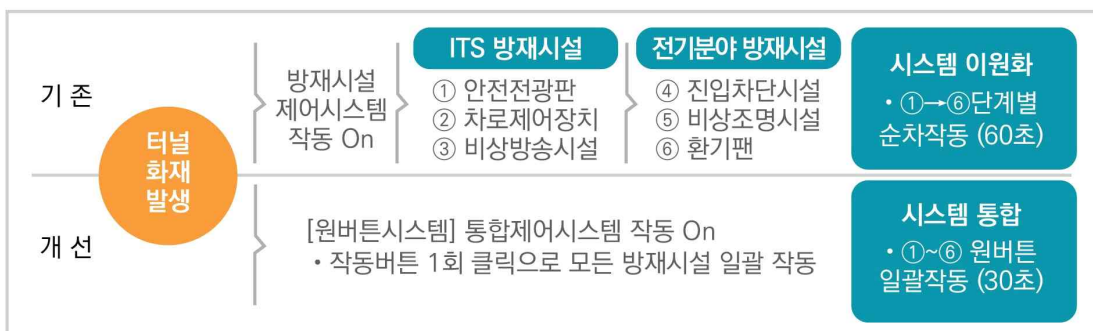 기 존
터널
화재
발생
방재시설
제어시스템
작동 On
ITS 방재시설
① 안전전광판
② 차로제어장치
③ 비상방송시설
전기분야 방재시설
④ 진입차단시설
⑤ 비상조명시설
⑥ 환기팬
시스템 이원화
• ①→⑥단계별
순차작동 (60초)
개 선
[원버튼시스템] 통합제어시스템 작동 On
• 작동버튼 1회 클릭으로 모든 방재시설 일괄 작동
시스템 통합
• ①~⑥ 원버튼
일괄작동 (30초)